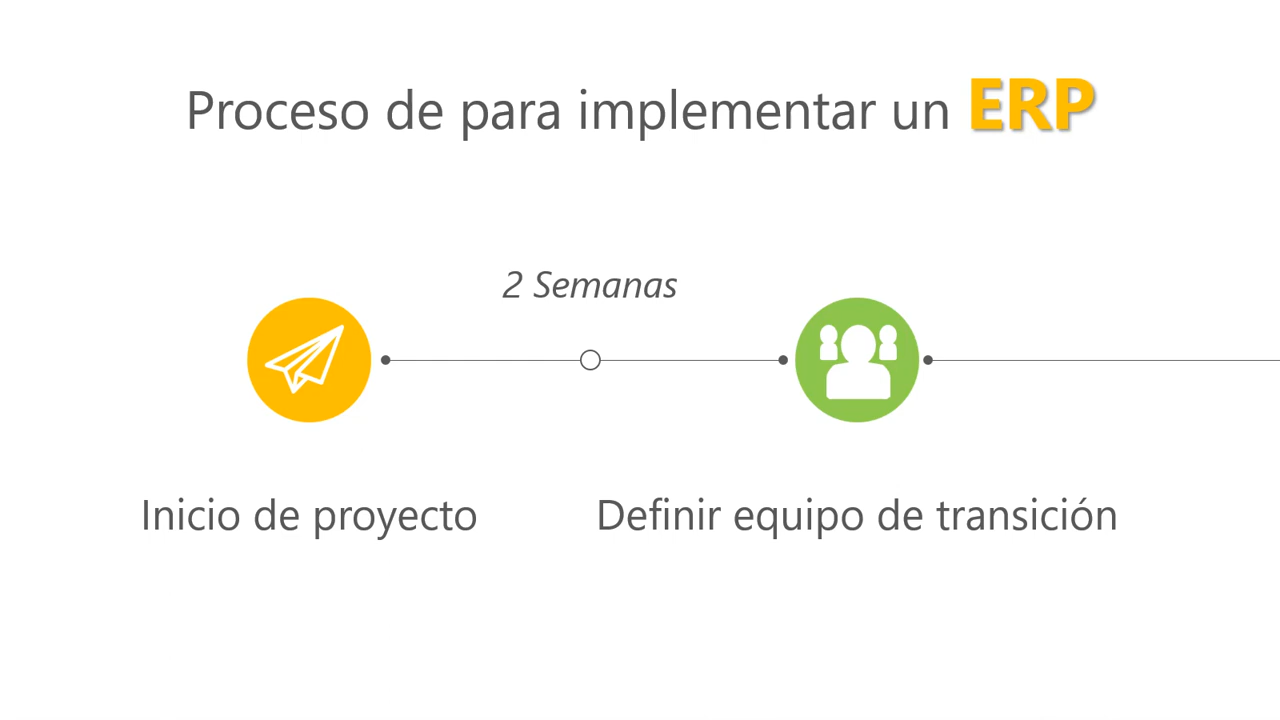 Proceso de para implementar un ERP
2 Semanas
Inicio de proyecto
Definir equipo de transición